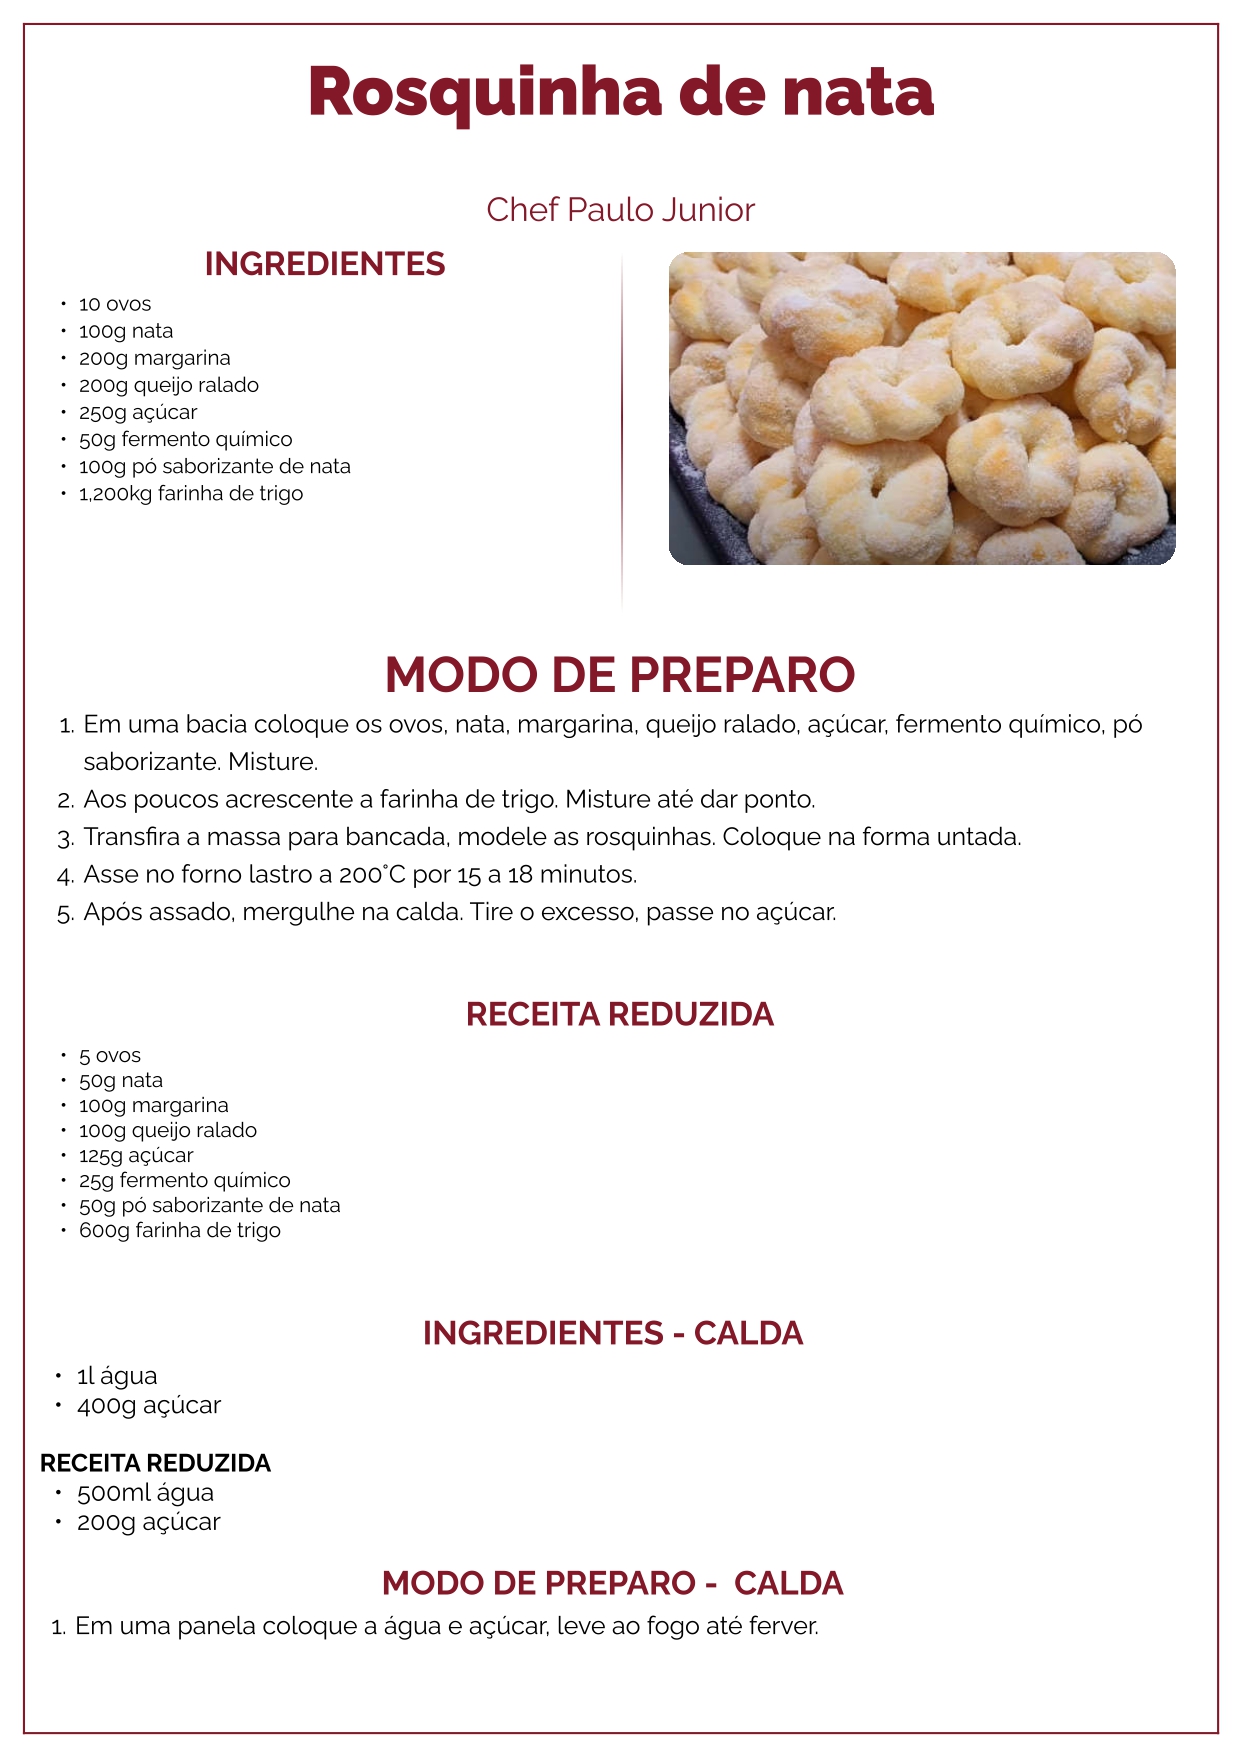 Rosquinha de nata
Chef Paulo Junior
INGREDIENTES
• 10 ovos
• 100g nata
• 200g margarina
• 200g queijo ralado
• 250g açúcar
• 50g fermento químico
• 100g pó saborizante de nata
• 1,200kg farinha de trigo
MODO DE PREPARO
1. Em uma bacia coloque os ovos, nata, margarina, queijo ralado, açúcar, fermento químico, pó
saborizante. Misture.
2. Aos poucos acrescente a farinha de trigo. Misture até dar ponto.
3. Transfira a massa para bancada, modele as rosquinhas. Coloque na forma untada.
4. Asse no forno lastro a 200°C por 15 a 18 minutos.
5. Após assado, mergulhe na calda. Tire o excesso, passe no açúcar.
RECEITA REDUZIDA
• 5 ovos
• 50g nata
• 100g margarina
• 100g queijo ralado
• 125g açúcar
• 25g fermento químico
• 50g pó saborizante de nata
• 600g farinha de trigo
INGREDIENTES - CALDA
• 1l água
• 400g açúcar
RECEITA REDUZIDA
• 500ml água
• 200g açúcar
MODO DE PREPARO - CALDA
1. Em uma panela coloque a água e açúcar, leve ao fogo até ferver.